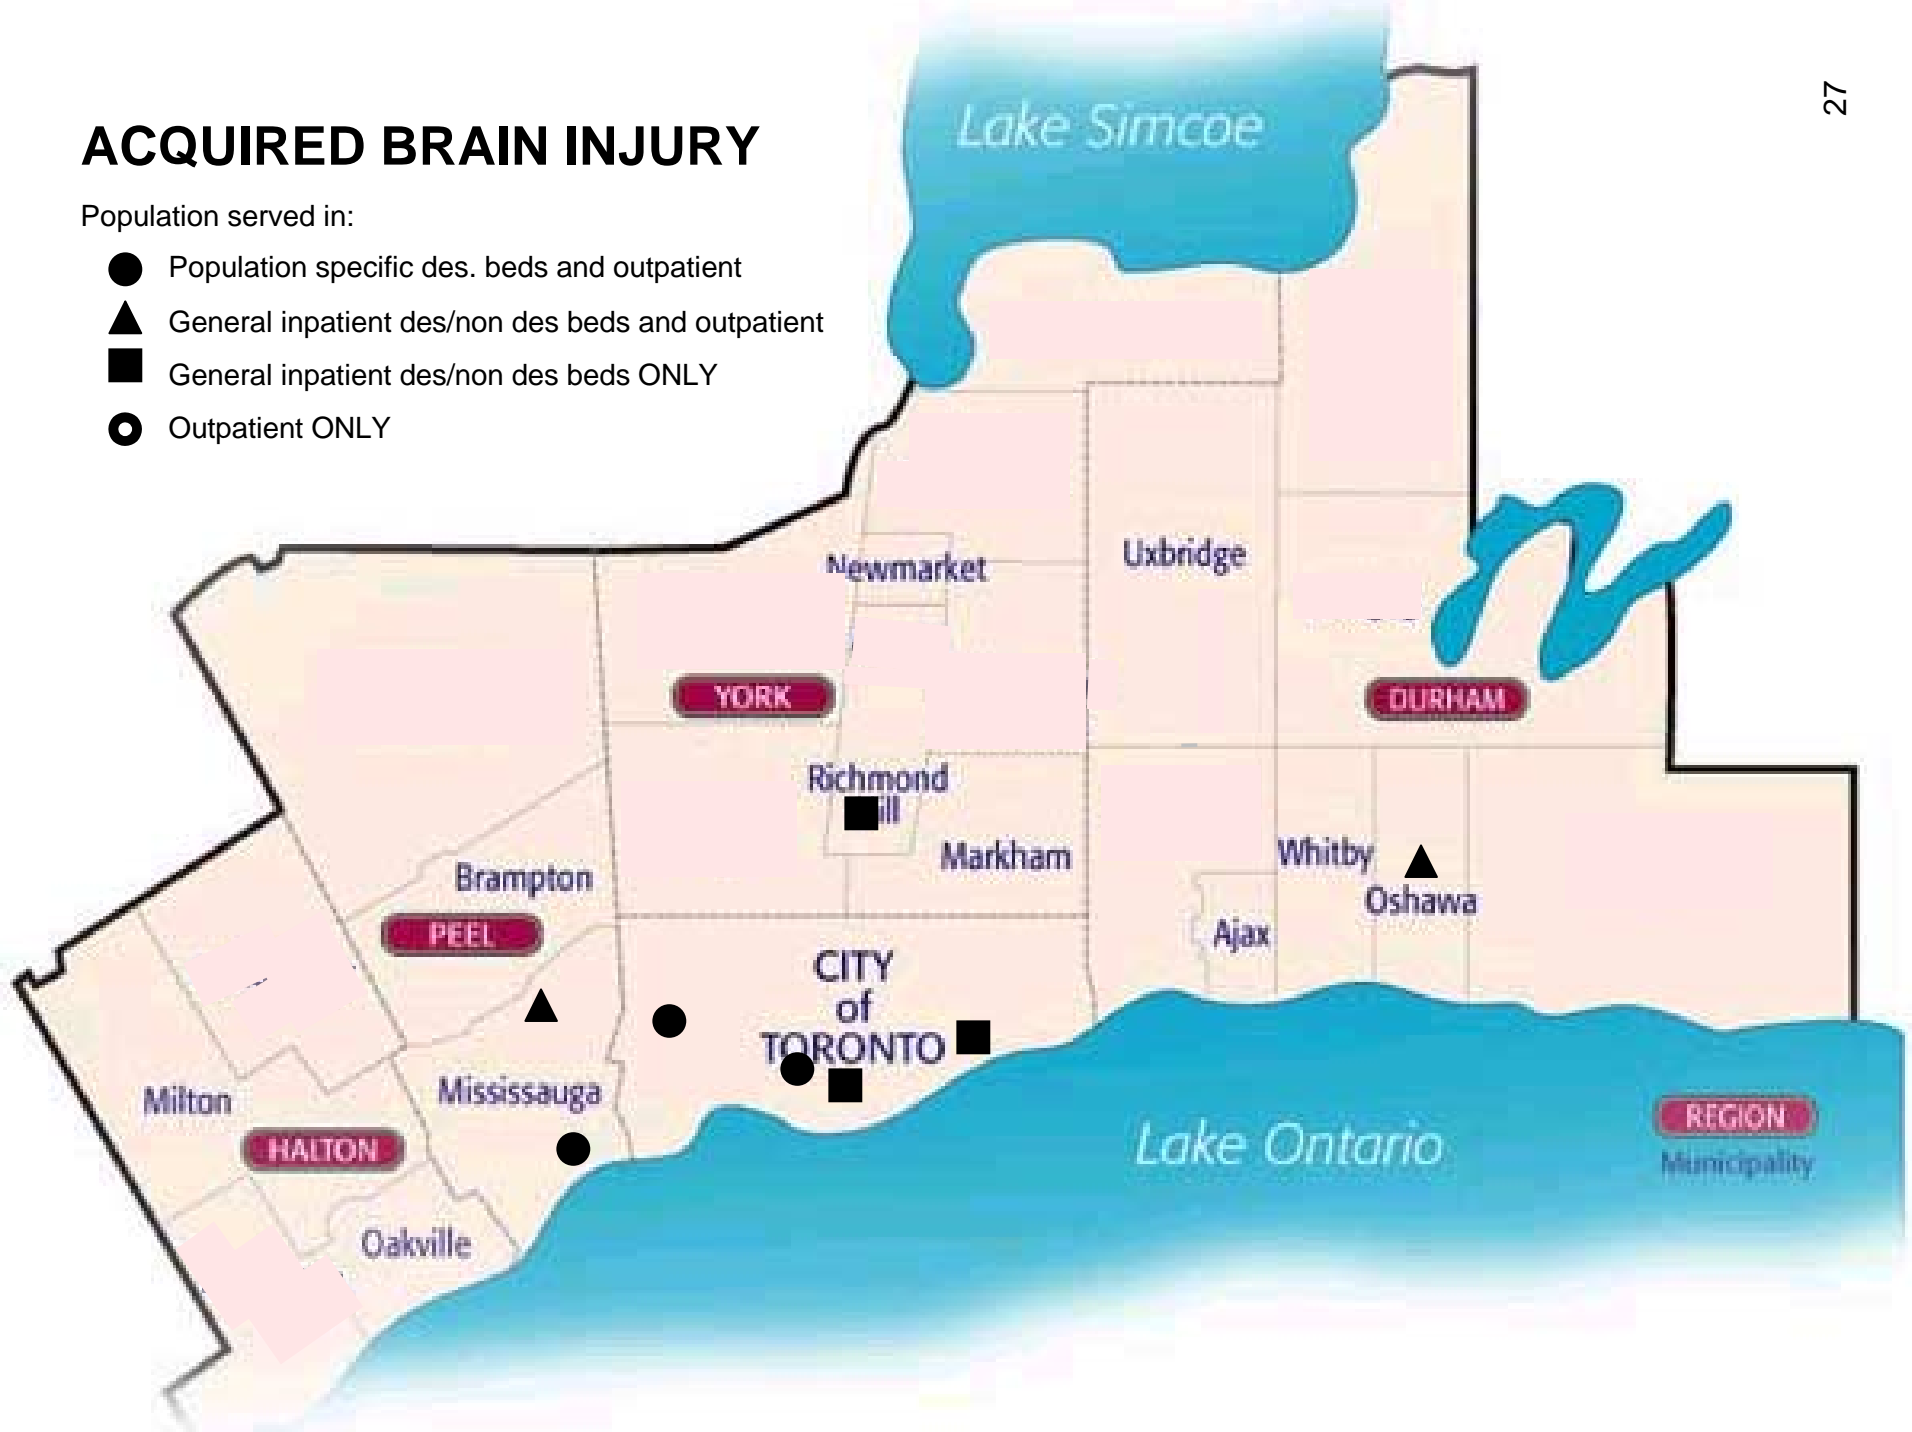 27
ACQUIRED BRAIN INJURY
Population served in:
Population specific des. beds and outpatient
General inpatient des/non des beds and outpatient
General inpatient des/non des beds ONLY
Outpatient ONLY
Lake Simcoe
Newmarket
Uxbridge
YORK
DURHAM
Richmond
ill
Markham
Whitby
Oshawa
Brampton
PEEL
Ajax
CITY
of
TORONTO
Milton
Mississauga
HALTON
Oakville
Lake Ontario
REGION
Municipality